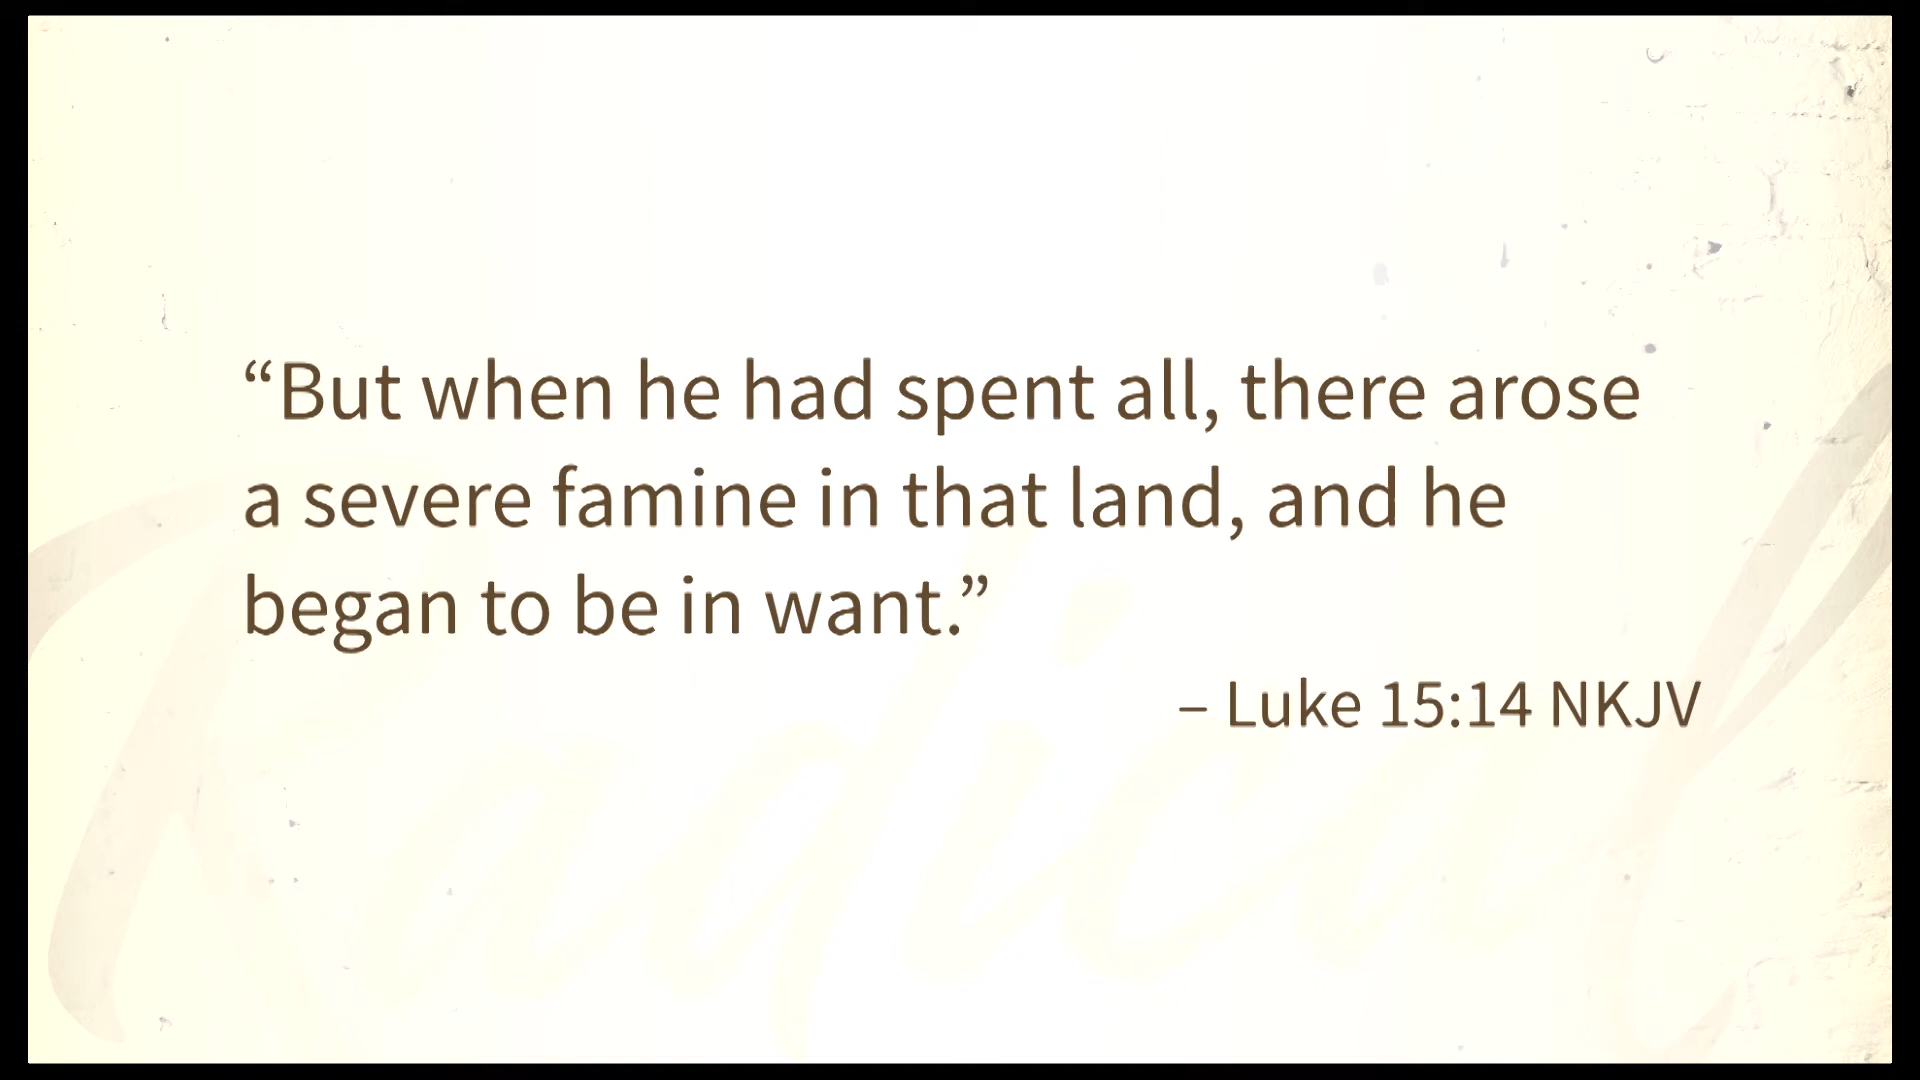 “But when he had spent all, there arose
a severe famine in that land, and he
began to be in want.”
– Luke 15:14 NKJV
Radical